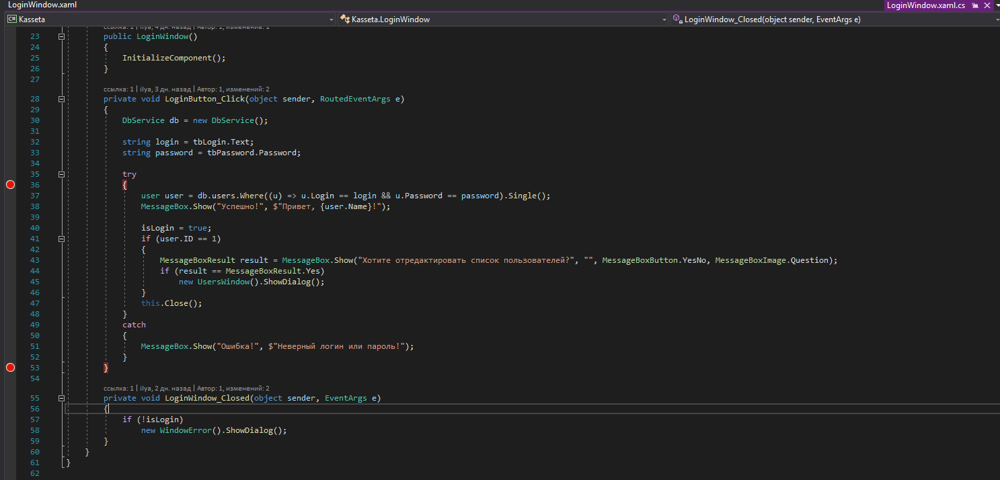 LoginWindow.xaml
LoginWindow.xaml.cs
Kasseta
Kasseta.LoginWindow
LoginWindow_Closed(object sender, EventArgs e)
ссылка: 1 | ilya, 4 дн. назад | Автор: 1, изменений: 1
23 public LoginWindow()
24 {
25 InitializeComponent();
26 }
27
ссылка: 1 | ilya, 3 дн. назад | Автор: 1, изменений: 2
28 private void LoginButton_Click(object sender, RoutedEventArgs e)
29 {
30 DbService db = new DbService();
31
32 string login = tbLogin.Text;
33 string password = tbPassword.Password;
34
35 try
36 {
37 user user = db.users.Where((u) => u.Login == login && u.Password == password).Single();
38 MessageBox.Show("Успешно!", $"Привет, {user.Name}!");
39
40 isLogin = true;
41 if (user.ID == 1)
42 {
43 MessageBoxResult result = MessageBox.Show("Хотите отредактировать список пользователей?", "", MessageBoxButton.YesNo, MessageBoxImage.Question);
44 if (result == MessageBoxResult.Yes)
45 new UsersWindow().ShowDialog();
46 }
47 this.Close();
48 }
49 catch
50 {
51 MessageBox.Show("Ошибка!", $"Неверный логин или пароль!");
52 }
53 }
54
ссылка: 1 | ilya, 2 дн. назад | Автор: 1, изменений: 2
55 private void LoginWindow_Closed(object sender, EventArgs e)
56 {
57 if (!isLogin)
58 new WindowError().ShowDialog();
59 }
60 }
61 }
62